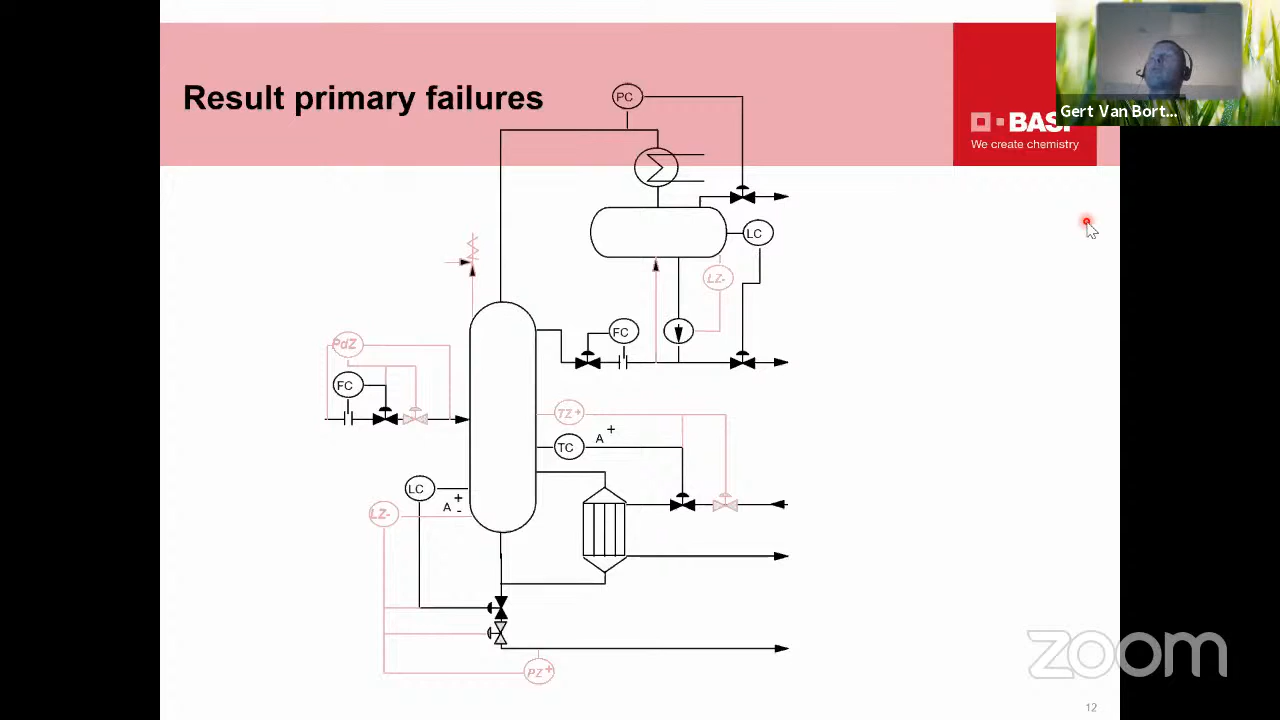 Result primary failures
PC
BAS
We create chemistry
Gert Van Bort...
LC
LZ-
FC
PdZ
FC
TZ+
A +
TC
LC
A + -
LZ-
PZ+
zoom
12